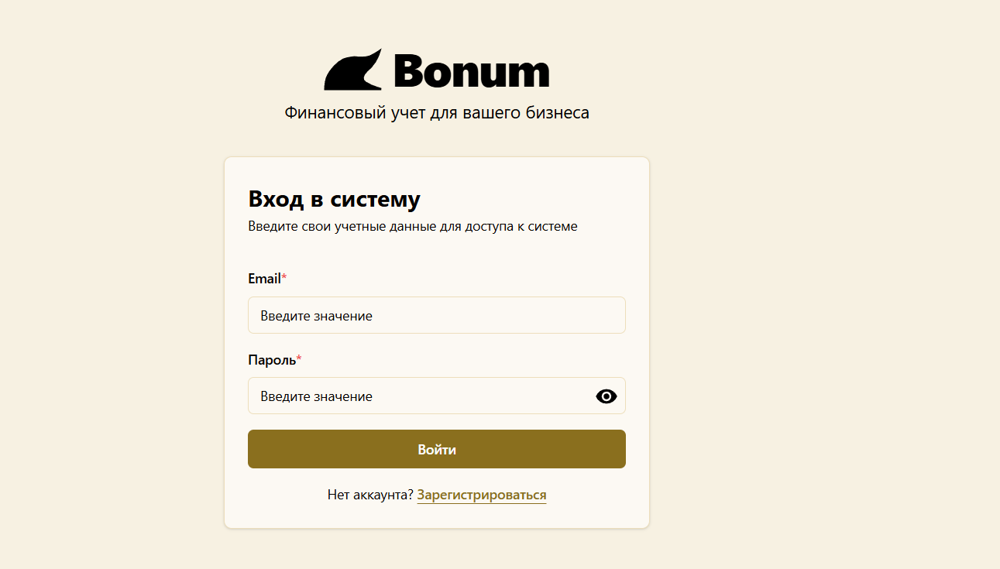 Bonum
Финансовый учет для вашего бизнеса
Вход в систему
Введите свои учетные данные для доступа к системе
Email*
Введите значение
Пароль*
Введите значение
Войти
Нет аккаунта? Зарегистрироваться